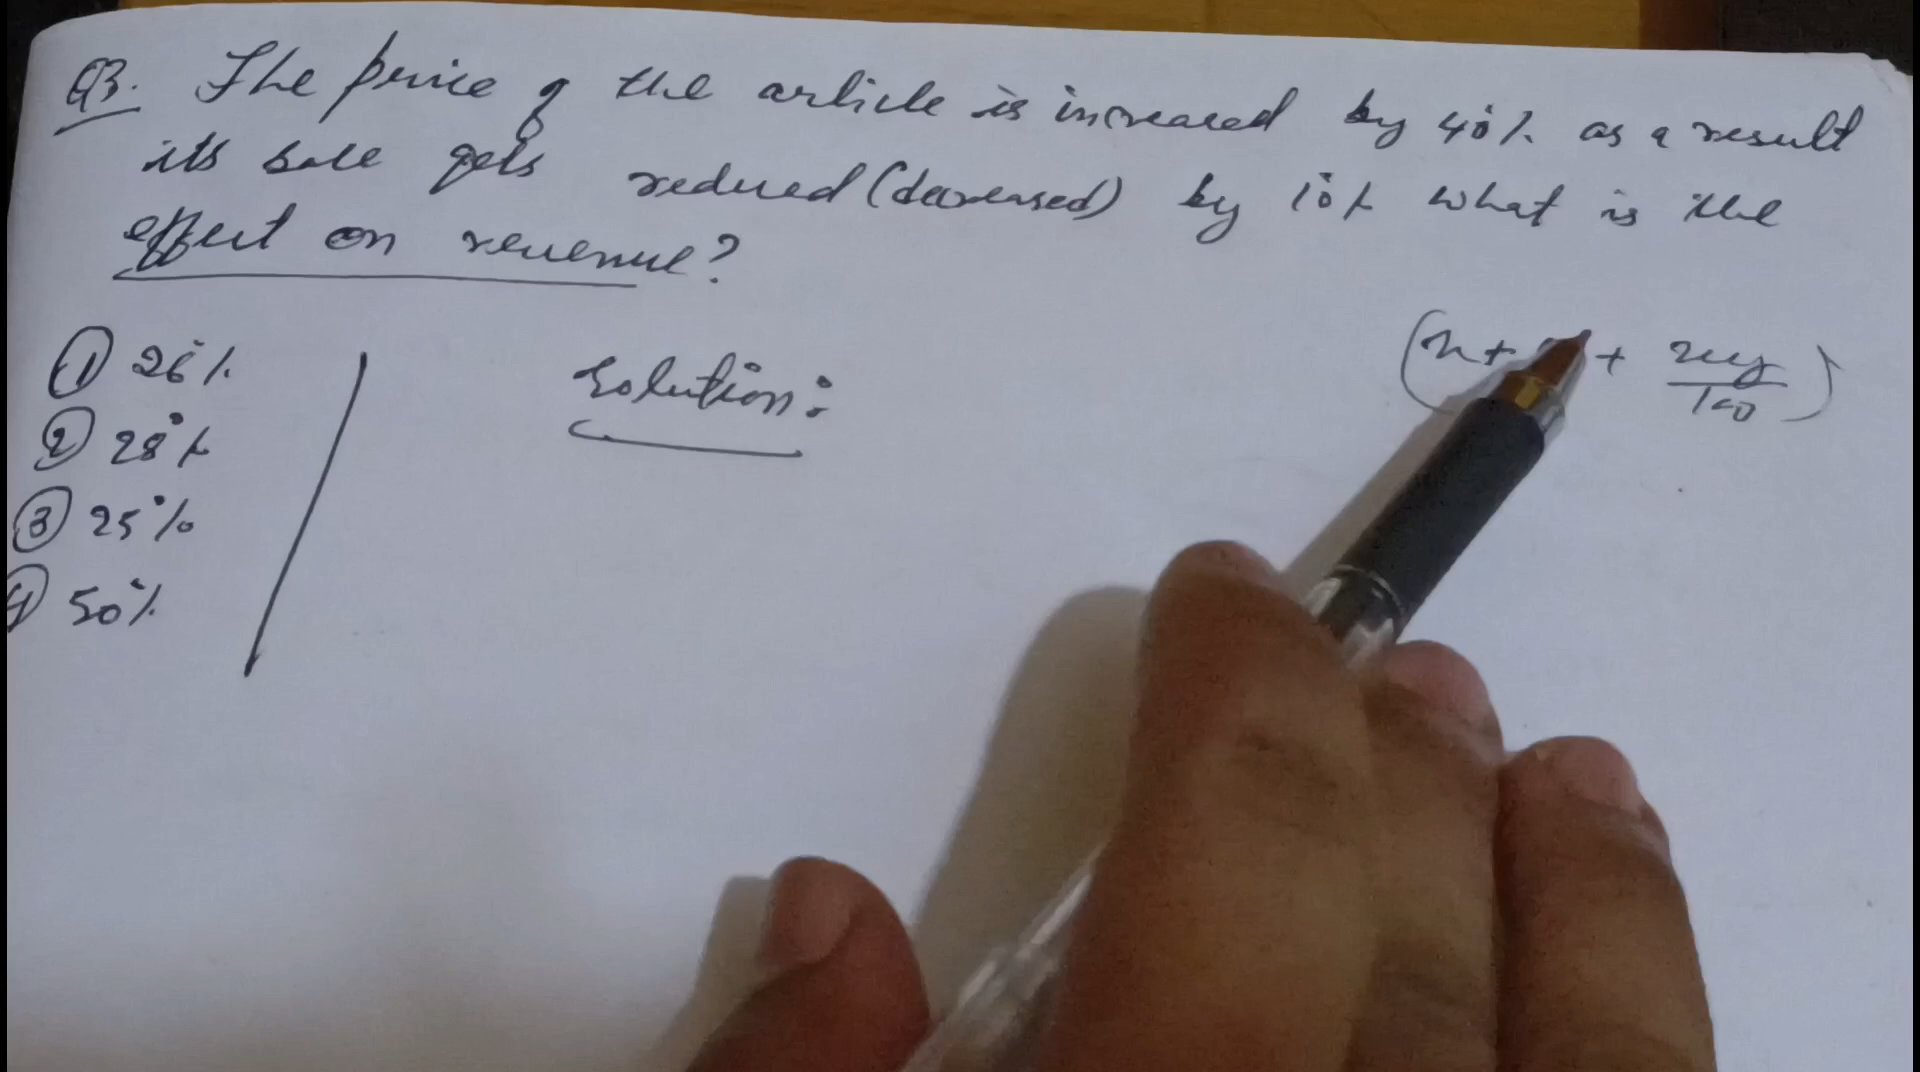 Q3. The price of the article is increased by 40% as a result
its sale gets reduced (decreased) by 10% what is the
effect on revenue?
① 26%
② 28%
③ 25%
④ 50%
Solution:
(x + + xy/100)